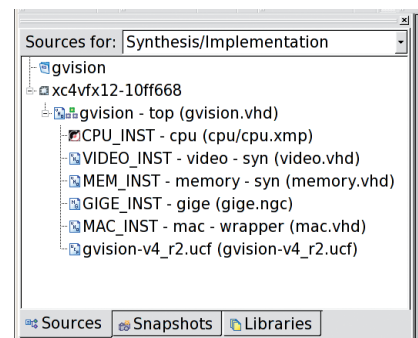 Sources for: Synthesis/Implementation
gvision
xc4vfx12-10ff668
gvision - top (gvision.vhd)
CPU_INST - cpu (cpu/cpu.xmp)
VIDEO_INST - video - syn (video.vhd)
MEM_INST - memory - syn (memory.vhd)
GIGE_INST - gige (gige.ngc)
MAC_INST - mac - wrapper (mac.vhd)
gvision-v4_r2.ucf (gvision-v4_r2.ucf)
Sources Snapshots Libraries